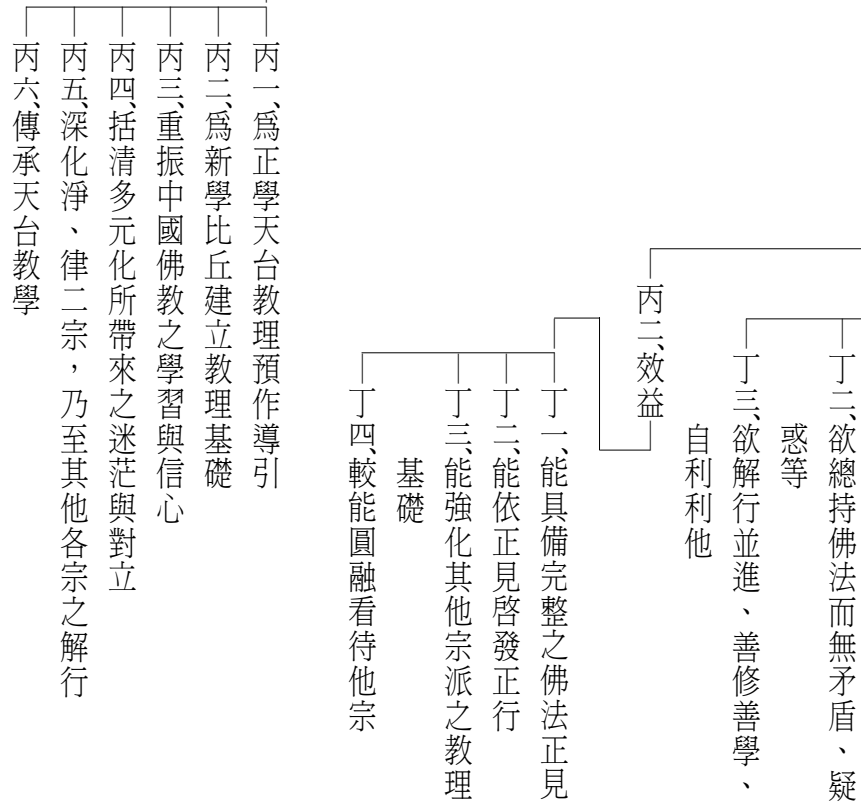 丁二、欲總持佛法而無矛盾、疑
惑等
丁三、欲解行並進、善修善學、
自利利他
丙二、效益
丁一、能具備完整之佛法正見
丁二、能依正見啓發正行
丁三、能強化其他宗派之教理
基礎
丁四、較能圓融看待他宗
丙一、爲正學天台教理預作導引
丙二、爲新學比丘建立教理基礎
丙三、重振中國佛教之學習與信心
丙四、括清多元化所帶來之迷茫與對立
丙五、深化淨、律二宗，乃至其他各宗之解行
丙六、傳承天台教學